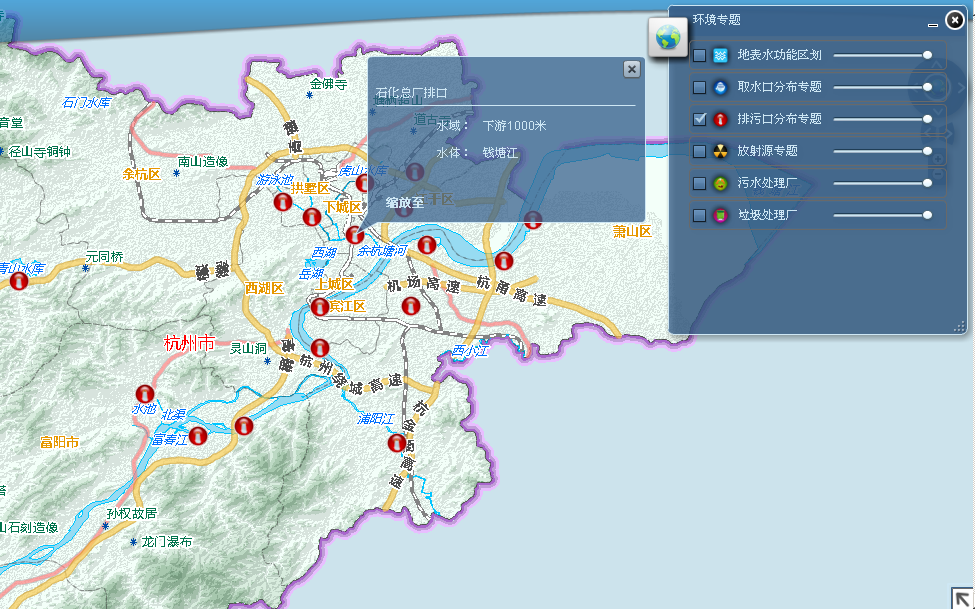 环境专题
地表水功能区划
取水口分布专题
排污口分布专题
放射源专题
污水处理厂
垃圾处理厂
石化总厂排口
水域： 下游1000米
水体： 钱塘江
缩放至
金佛寺
石门水库
径山寺铜钟
南山造像
余杭区
虎山水库
游泳池
拱墅区
下城区
萧山区
元同桥
青山水库
西湖
余杭塘河
岳湖
西湖区
上城区
滨江区
机场高速
杭甬高速
杭州市
灵山洞
西小江
杭州绕城高速
水池
北渠
富春江
浦阳江
富阳市
孙权故居
山石刻造像
龙门瀑布